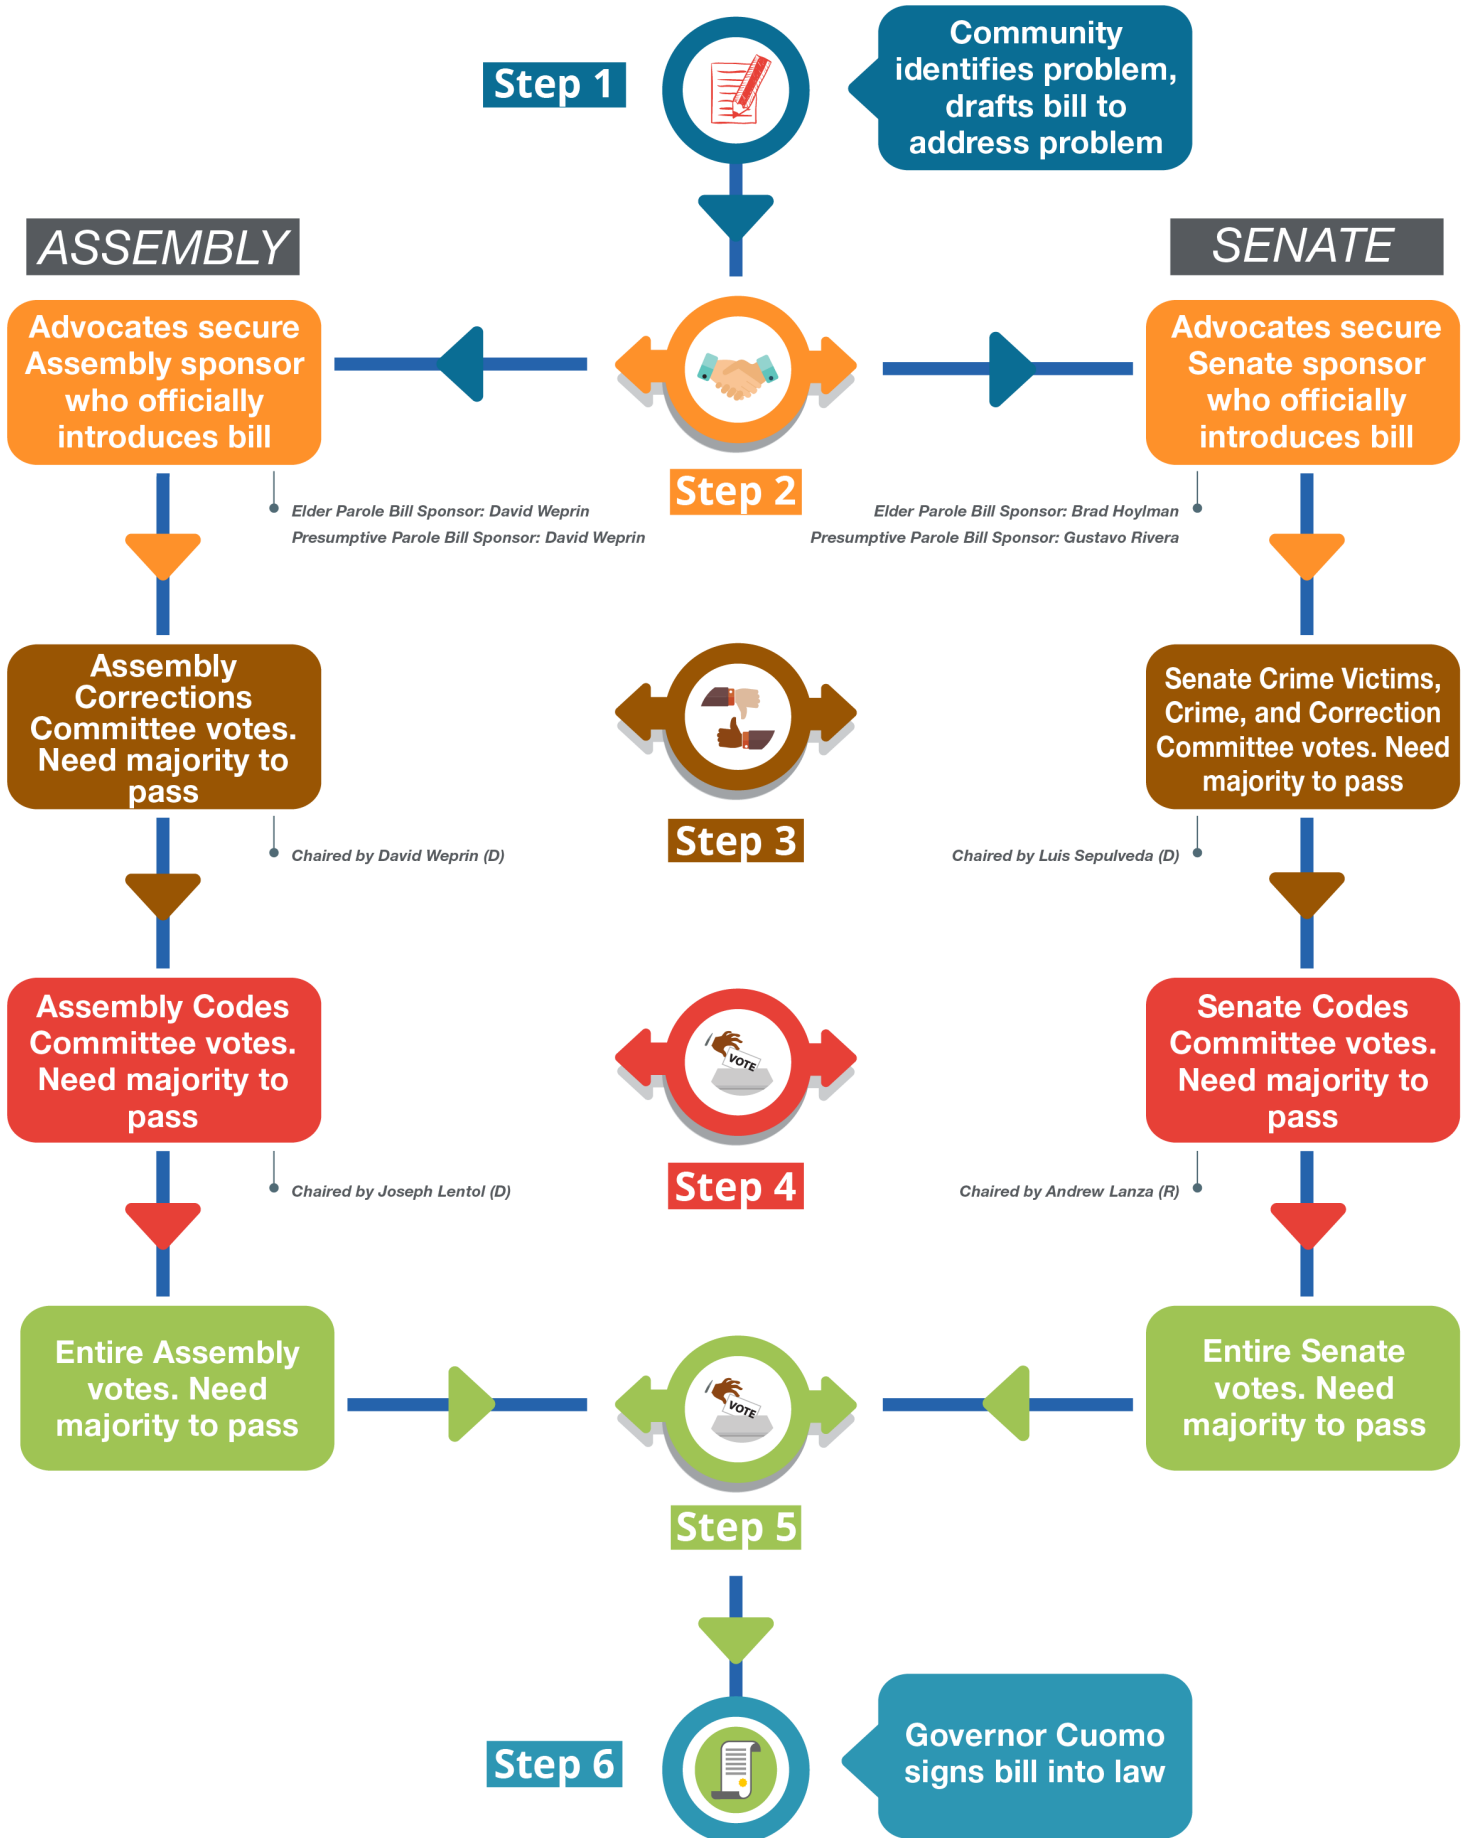 Step 1
Community
identifies problem,
drafts bill to
address problem
ASSEMBLY
SENATE
Advocates secure
Assembly sponsor
who officially
introduces bill
Step 2
Advocates secure
Senate sponsor
who officially
introduces bill
Elder Parole Bill Sponsor: David Weprin
Presumptive Parole Bill Sponsor: David Weprin
Elder Parole Bill Sponsor: Brad Hoylman
Presumptive Parole Bill Sponsor: Gustavo Rivera
Assembly
Corrections
Committee votes.
Need majority to
pass
Step 3
Senate Crime Victims,
Crime, and Correction
Committee votes. Need
majority to pass
Chaired by David Weprin (D)
Chaired by Luis Sepulveda (D)
Assembly Codes
Committee votes.
Need majority to
pass
VOTE
Step 4
Senate Codes
Committee votes.
Need majority to
pass
Chaired by Joseph Lentol (D)
Chaired by Andrew Lanza (R)
Entire Assembly
votes. Need
majority to pass
VOTE
Step 5
Entire Senate
votes. Need
majority to pass
Step 6
Governor Cuomo
signs bill into law